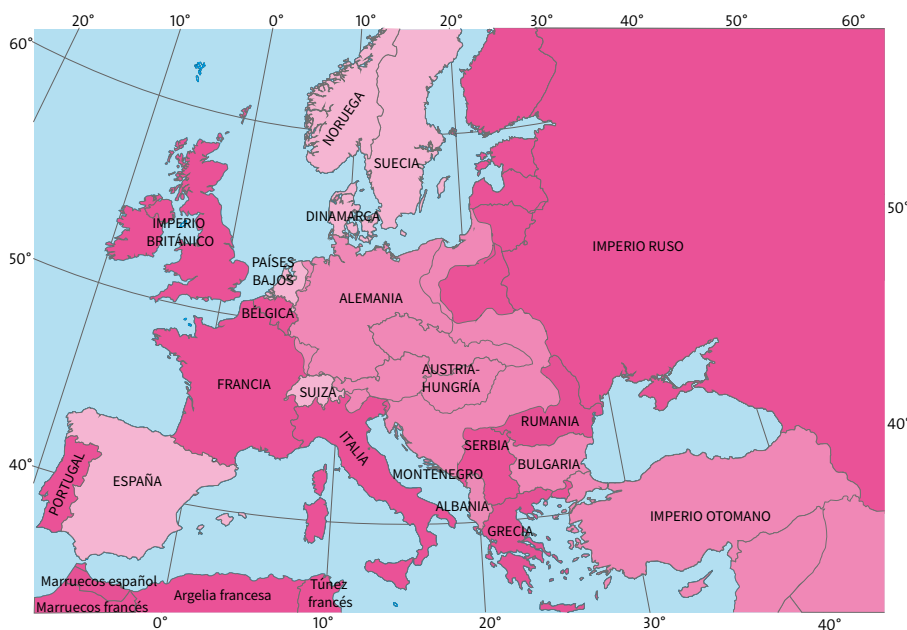 20°
10°
0°
10°
20°
30°
40°
50°
60°
60°
50°
40°
50°
40°
NORUEGA
SUECIA
DINAMARCA
IMPERIO
BRITÁNICO
PAÍSES
BAJOS
BÉLGICA
ALEMANIA
IMPERIO RUSO
FRANCIA
SUIZA
AUSTRIA-
HUNGRÍA
ITALIA
RUMANIA
SERBIA
BULGARIA
MONTENEGRO
ALBANIA
GRECIA
IMPERIO OTOMANO
PORTUGAL
ESPAÑA
Marruecos español
Marruecos francés
Argelia francesa
Túnez
francés
0°
10°
20°
30°
40°